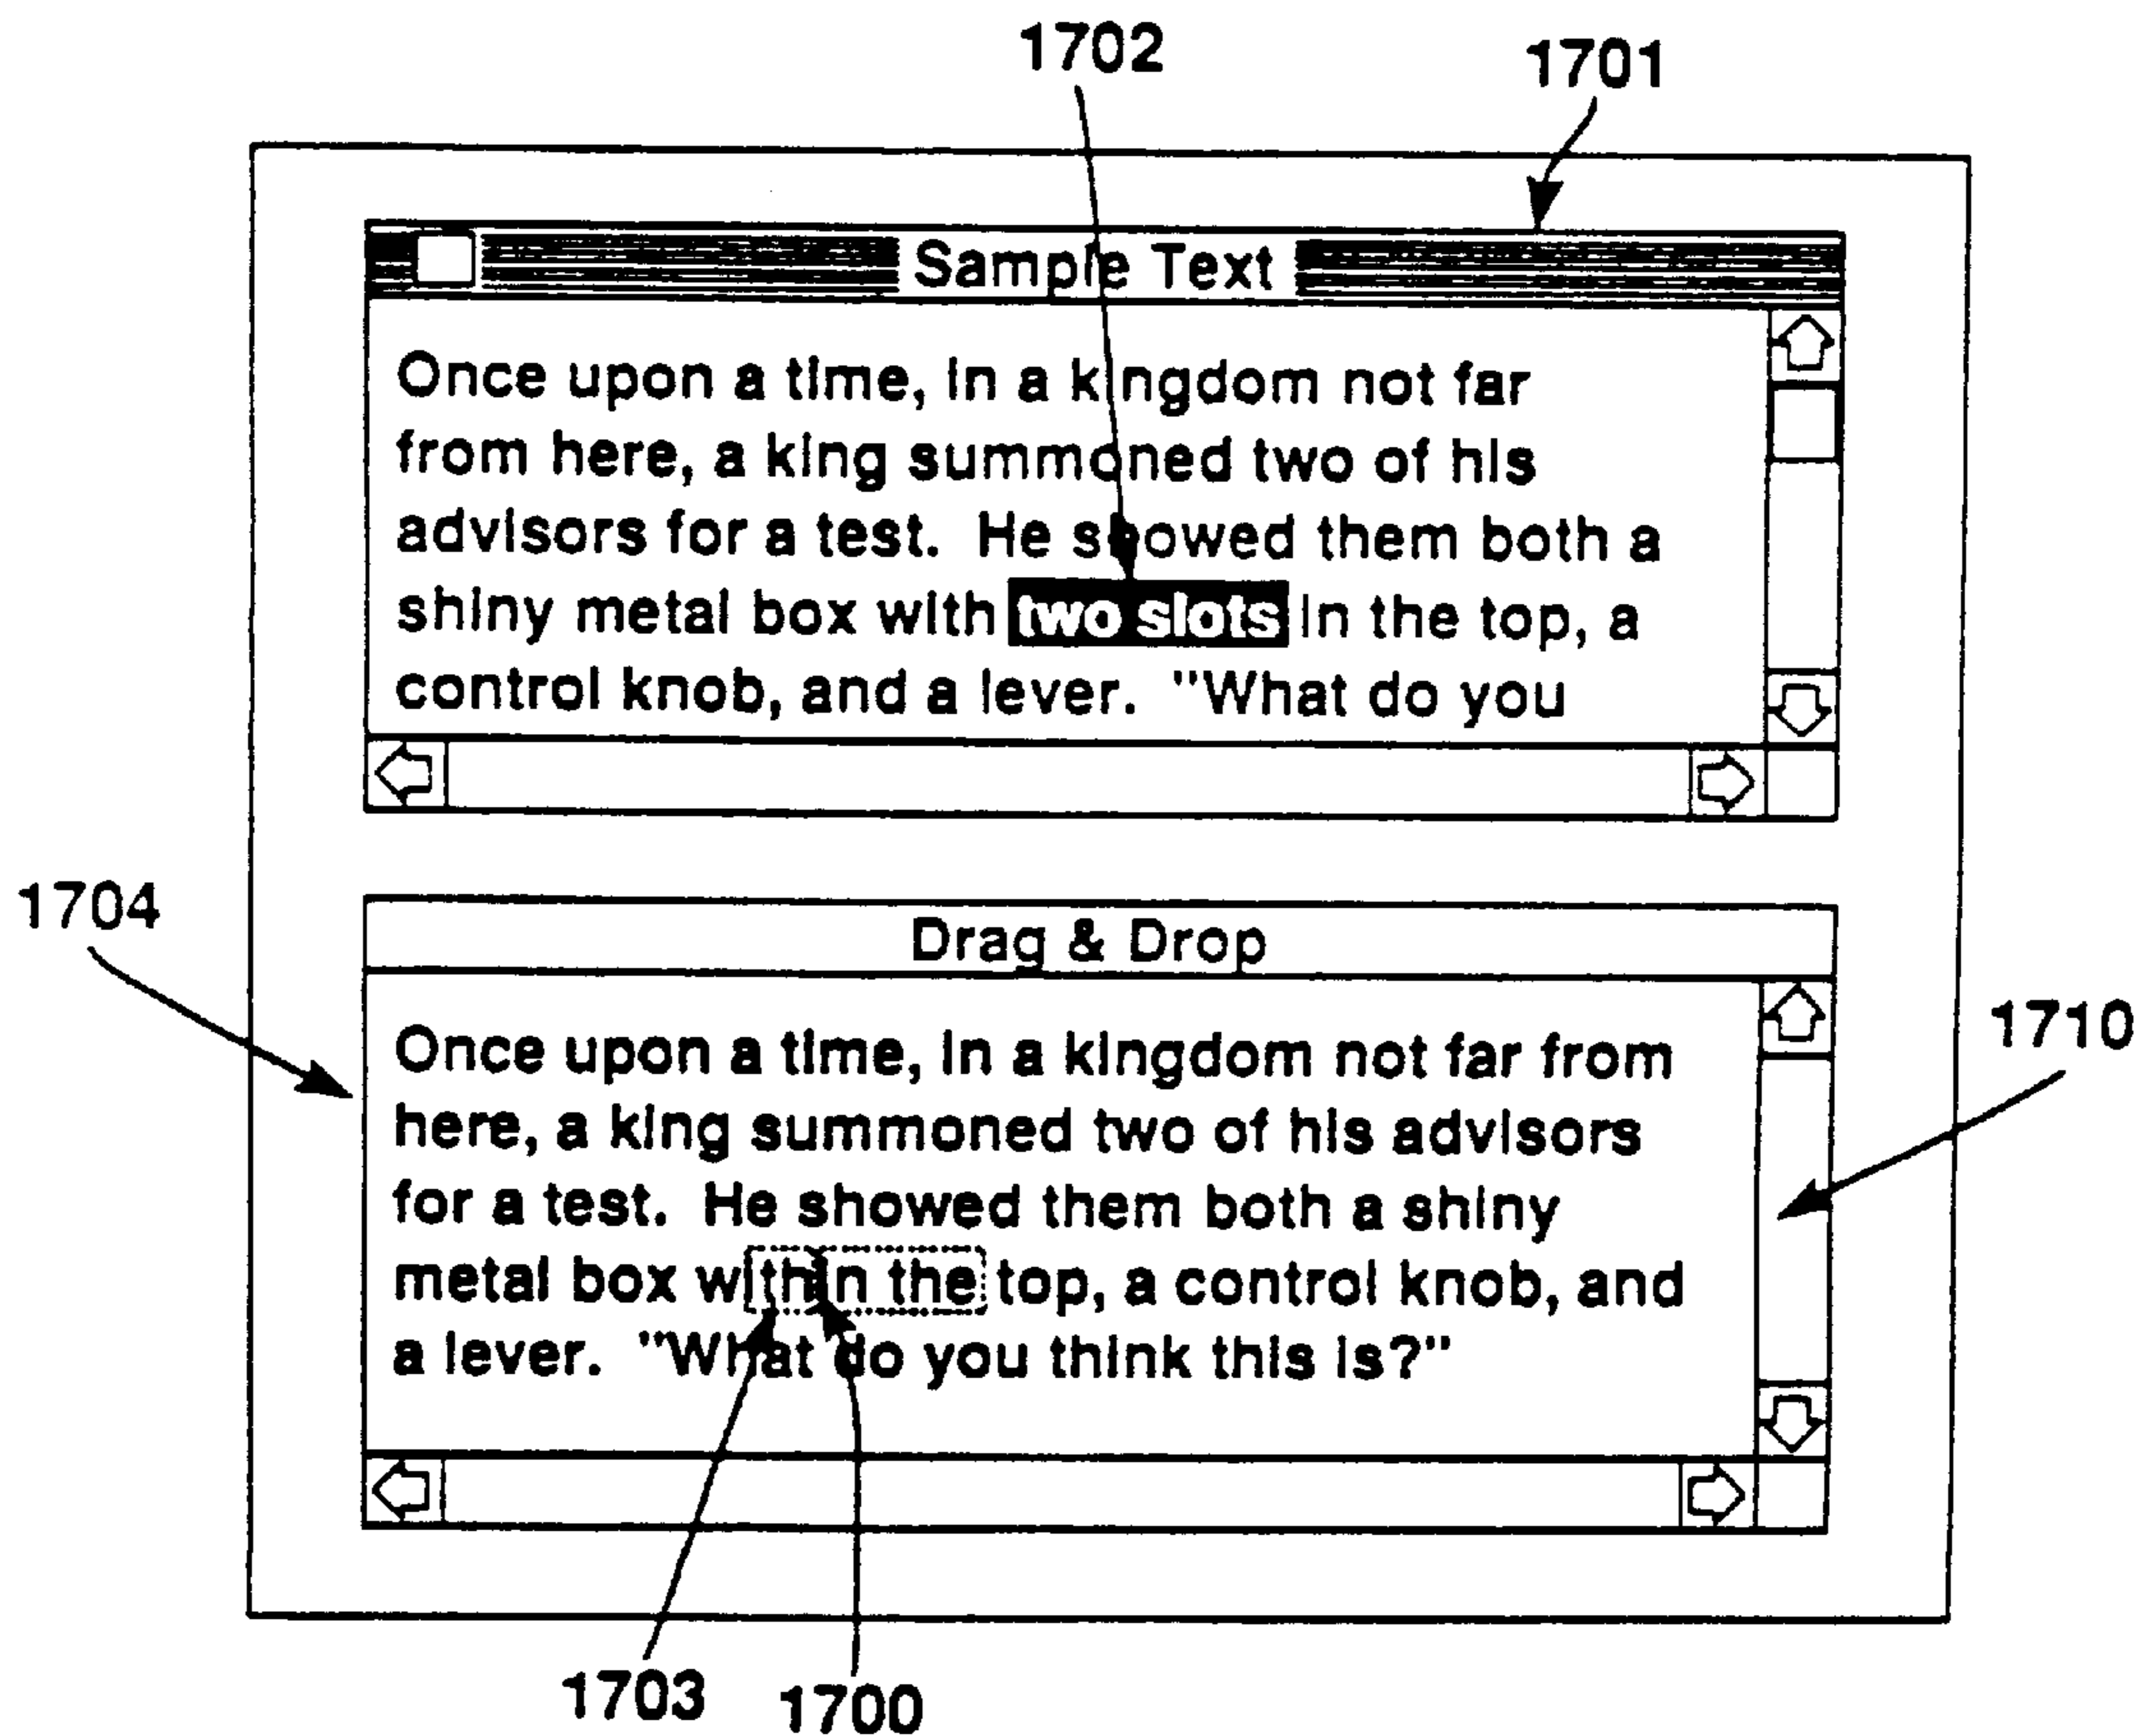 1702
1701
Sample Text
Once upon a time, in a kingdom not far
from here, a king summoned two of his
advisors for a test. He showed them both a
shiny metal box with two slots in the top, a
control knob, and a lever. "What do you
1704
Drag & Drop
1710
Once upon a time, in a kingdom not far from
here, a king summoned two of his advisors
for a test. He showed them both a shiny
metal box within the top, a control knob, and
a lever. "What do you think this is?"
1703
1700